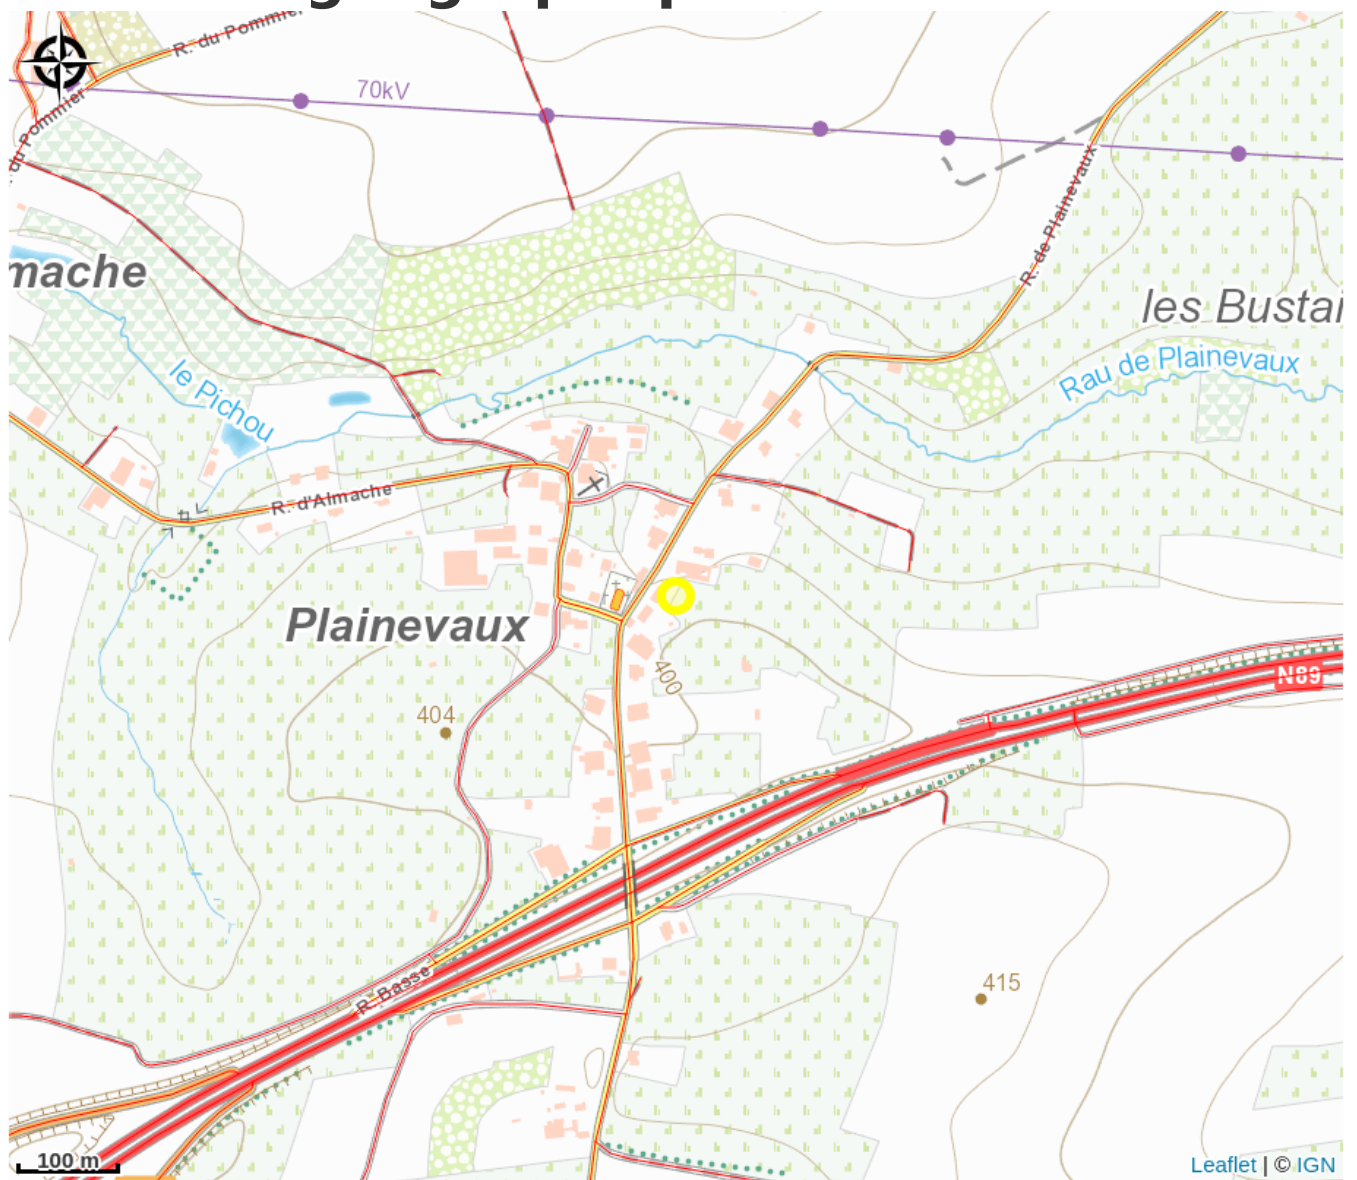 R. du Pommier
70kV
du Pommier
R. de Plainevaux
mache
les Bustai
le Pichou
Rau de Plainevaux
R. d'Almache
Plainevaux
400
N89
404
R. Basse
415
100 m
Leaflet | © IGN